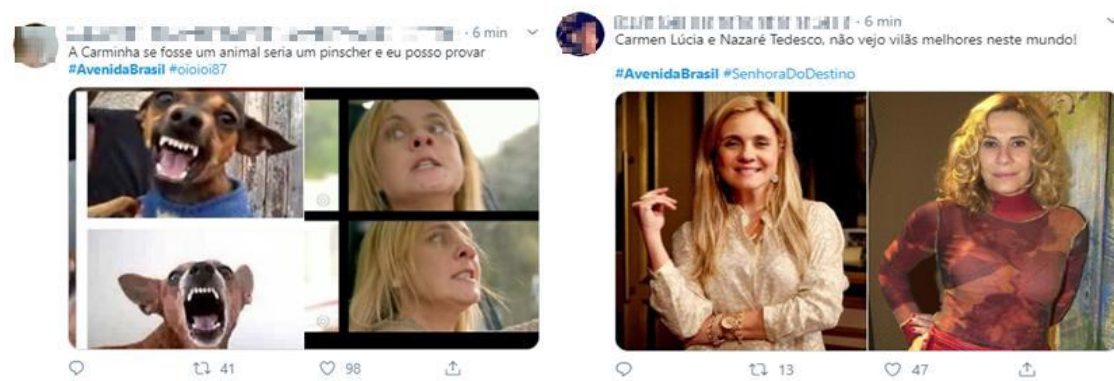 · 6 min
A Carminha se fosse um animal seria um pinscher e eu posso provar
#AvenidaBrasil #oioioi87
41 98
· 6 min
Carmen Lúcia e Nazaré Tedesco, não vejo vilãs melhores neste mundo!
#AvenidaBrasil #SenhoraDoDestino
13 47